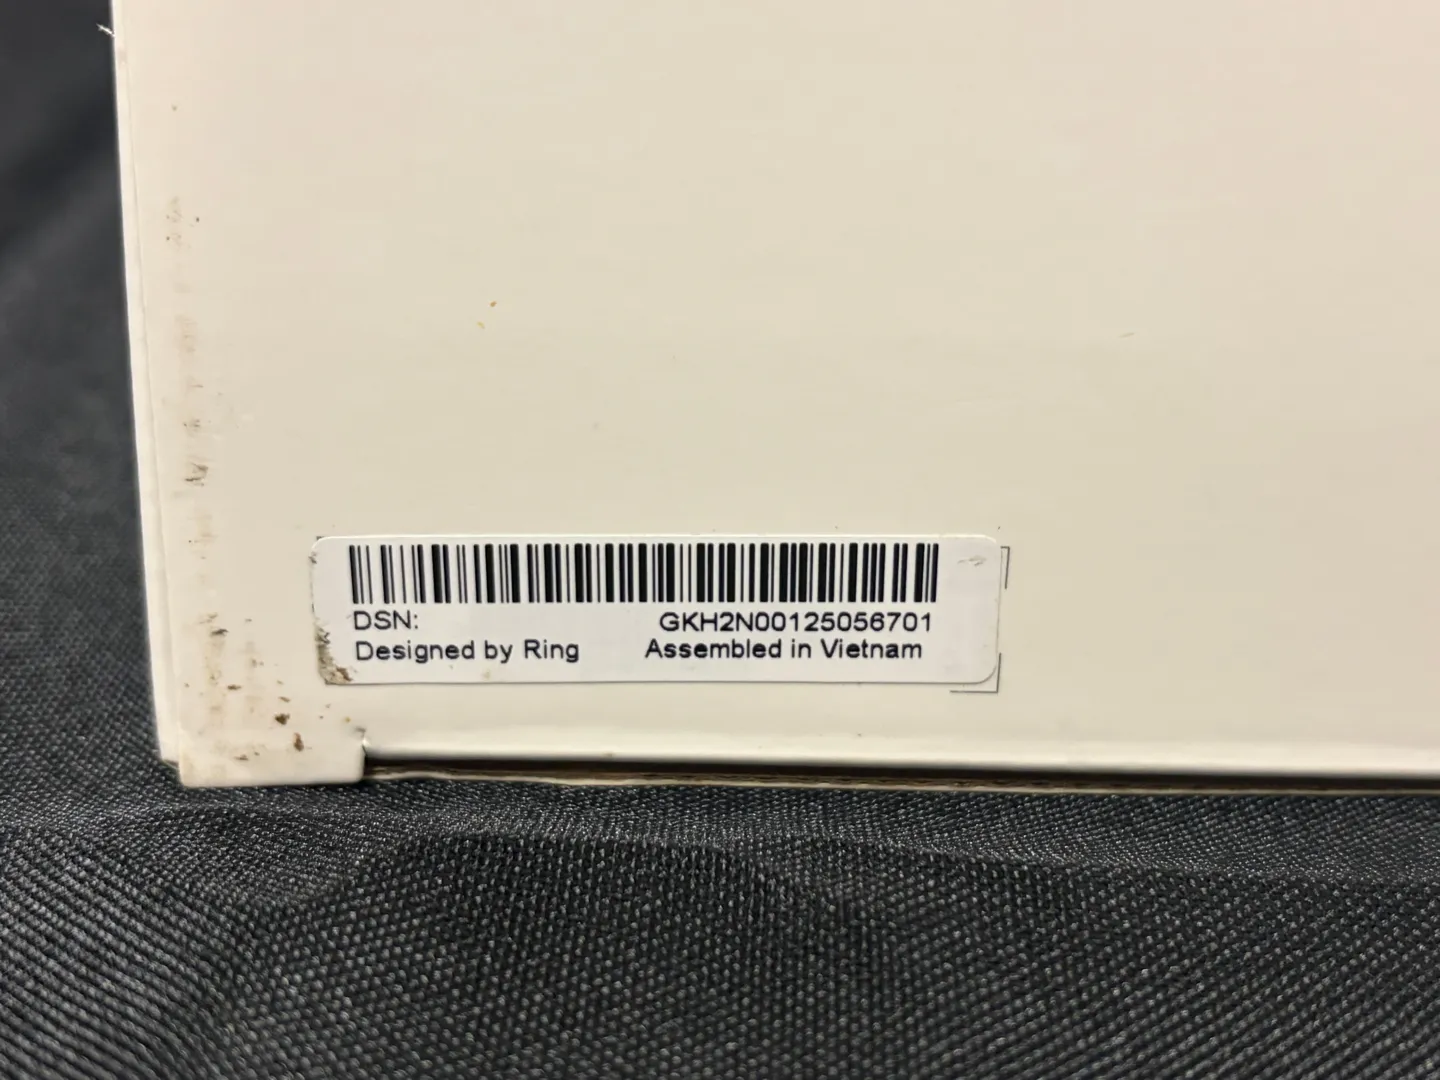 DSN: GKH2N00125056701
Designed by Ring Assembled in Vietnam